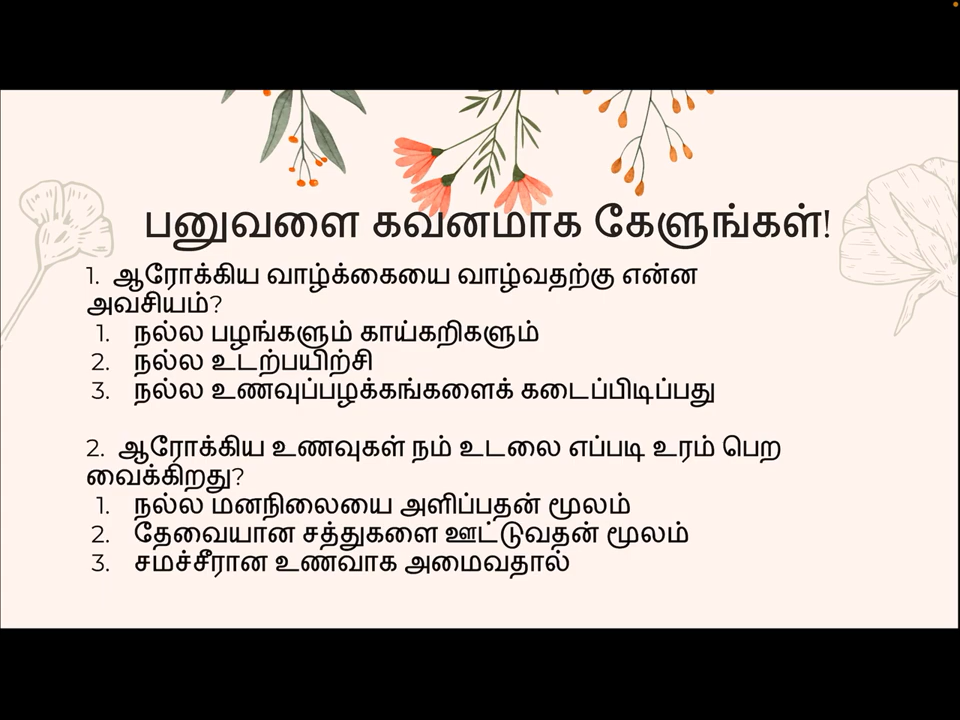 பனுவளை கவனமாக கேளுங்கள்!
1. ஆரோக்கிய வாழ்க்கையை வாழ்வதற்கு என்ன
அவசியம்?
1. நல்ல பழங்களும் காய்கறிகளும்
2. நல்ல உடற்பயிற்சி
3. நல்ல உணவுப்பழக்கங்களைக் கடைப்பிடிப்பது
2. ஆரோக்கிய உணவுகள் நம் உடலை எப்படி உரம் பெற
வைக்கிறது?
1. நல்ல மனநிலையை அளிப்பதன் மூலம்
2. தேவையான சத்துகளை ஊட்டுவதன் மூலம்
3. சமச்சீரான உணவாக அமைவதால்